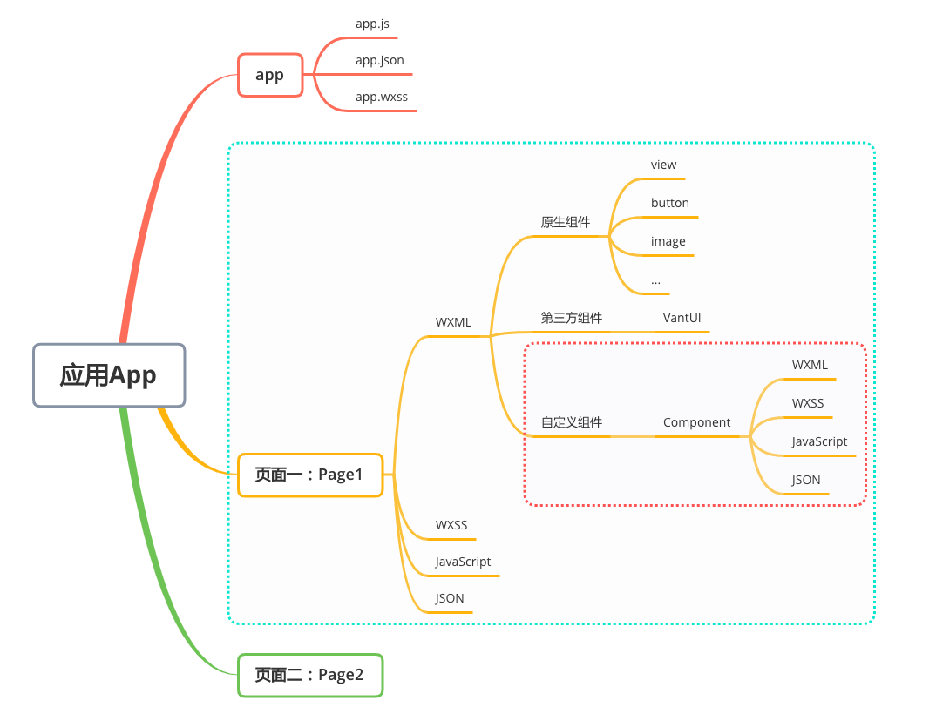 app.js
app
app.json
app.wxss
view
button
原生组件
image
...
WXML
第三方组件
VantUI
WXML
WXSS
自定义组件
Component
JavaScript
JSON
应用App
页面一：Page1
WXSS
JavaScript
JSON
页面二：Page2